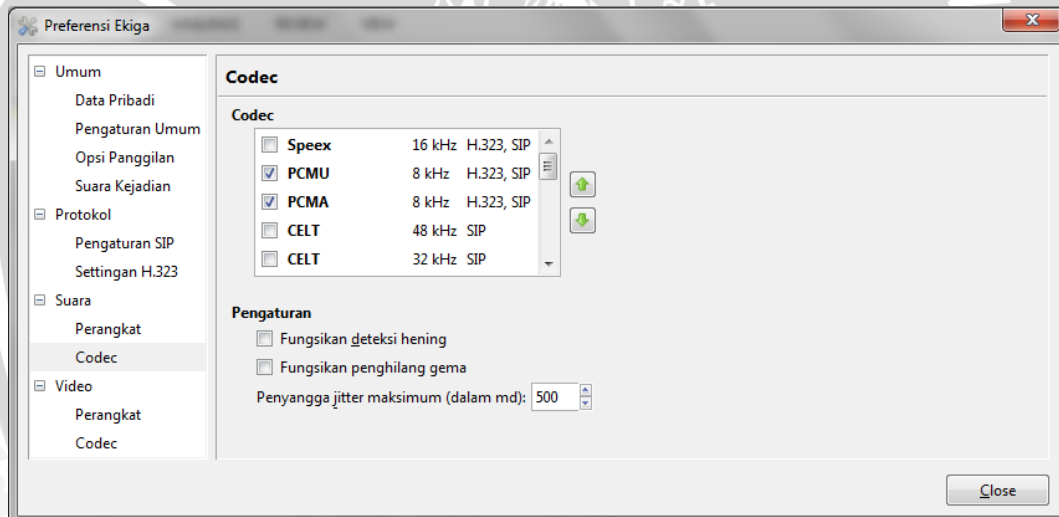 Preferensi Ekiga
Umum
Data Pribadi
Pengaturan Umum
Opsi Panggilan
Suara Kejadian
Protokol
Pengaturan SIP
Settingan H.323
Suara
Perangkat
Codec
Video
Perangkat
Codec
Codec
Codec
Speex 16 kHz H.323, SIP
PCMU 8 kHz H.323, SIP
PCMA 8 kHz H.323, SIP
CELT 48 kHz SIP
CELT 32 kHz SIP
Pengaturan
Fungsikan deteksi hening
Fungsikan penghilang gema
Penyangga jitter maksimum (dalam md): 500
Close